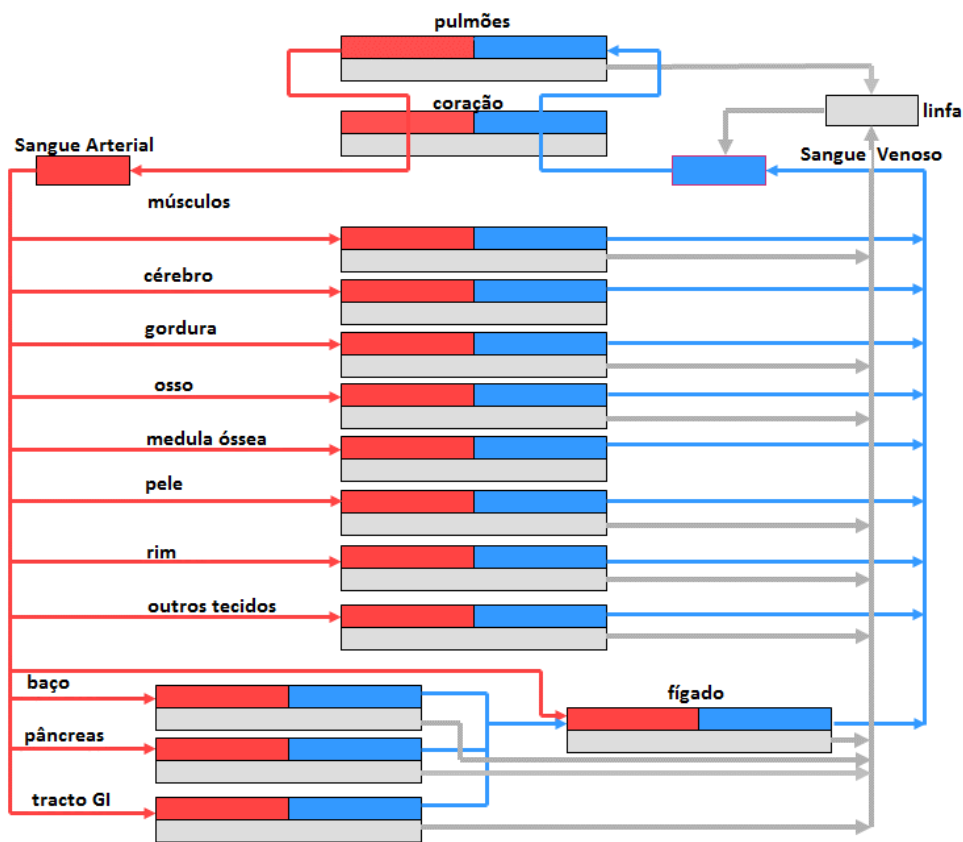 pulmões
coração
linfa
Sangue Arterial
Sangue Venoso
músculos
cérebro
gordura
osso
medula óssea
pele
rim
outros tecidos
baço
fígado
pâncreas
tracto GI